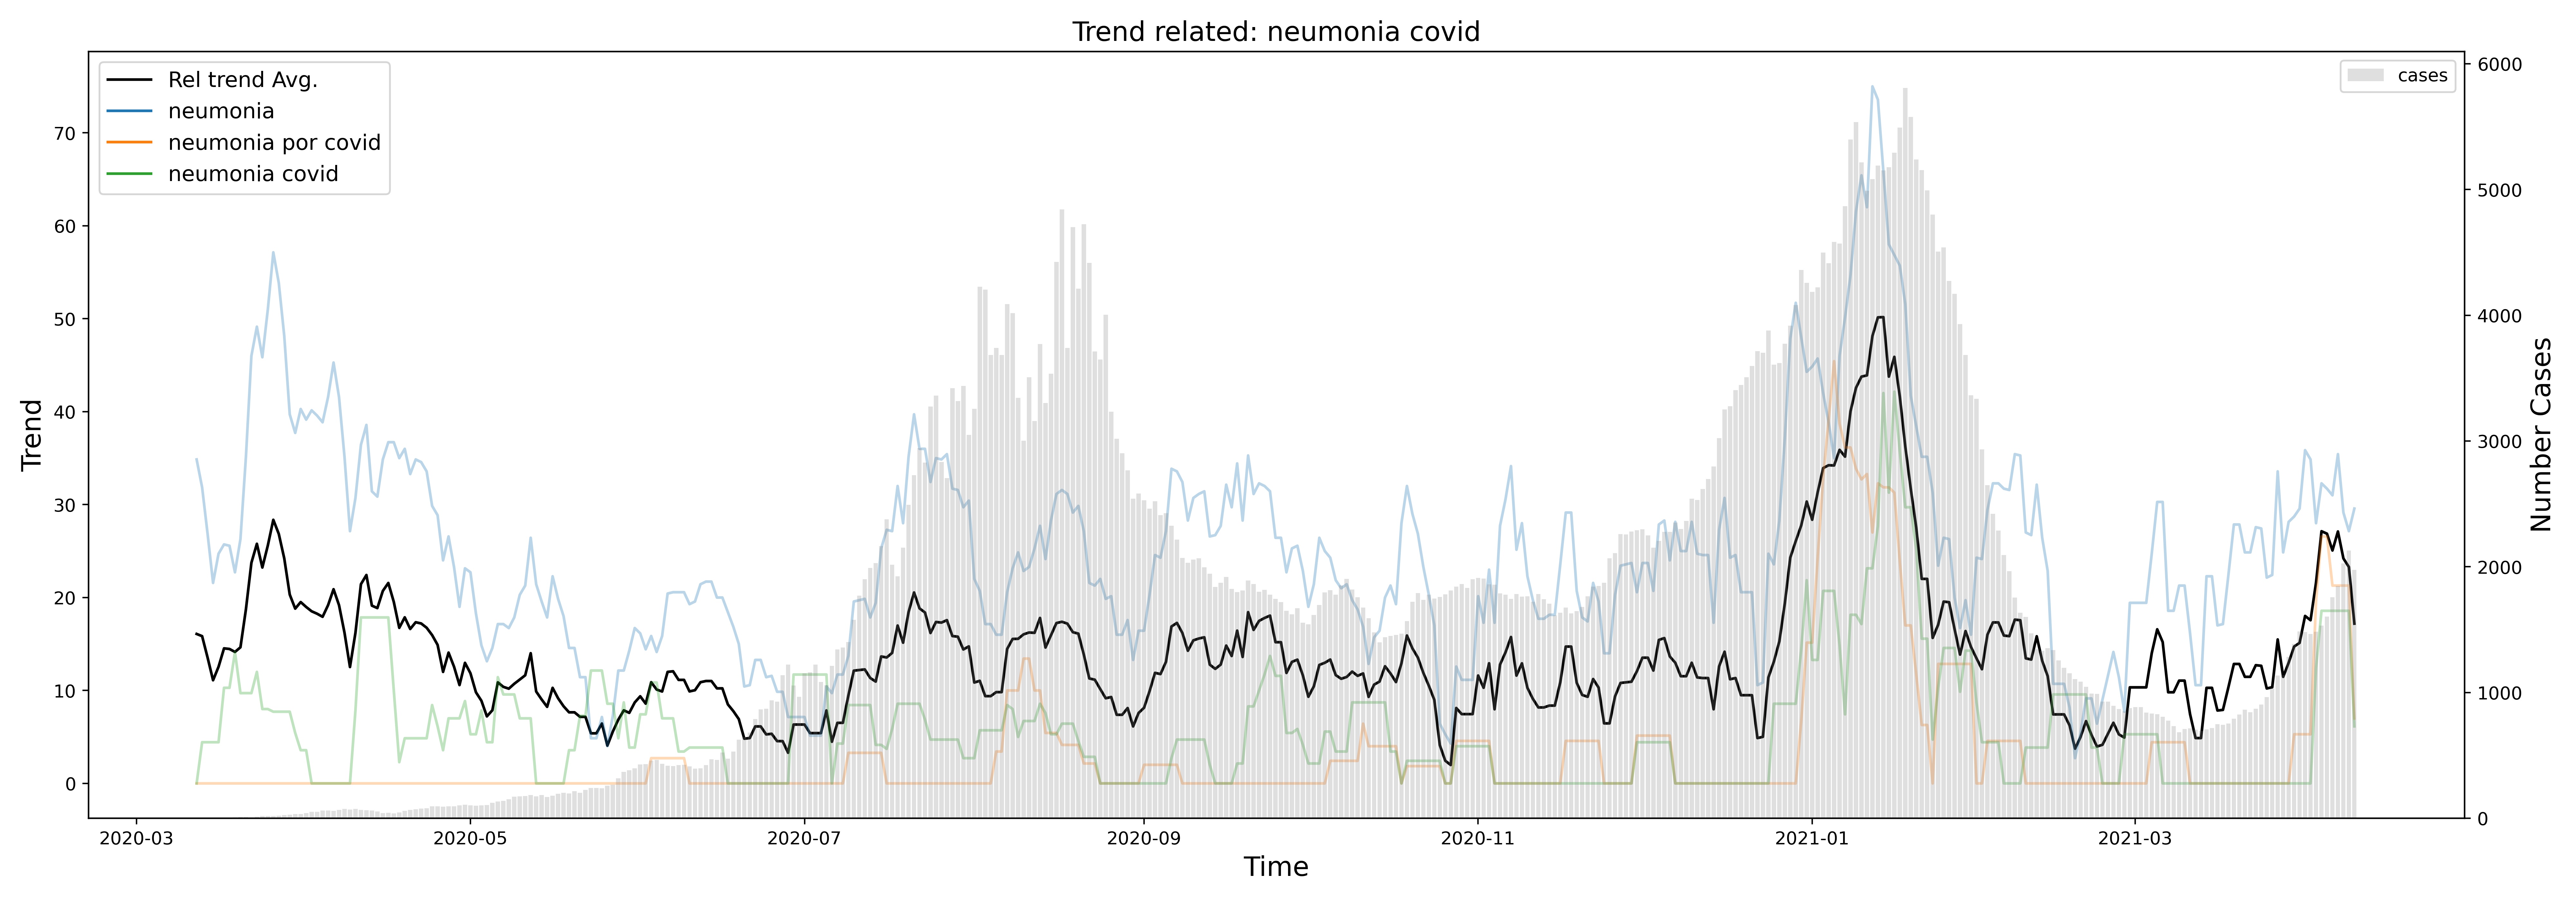 Trend related: neumonia covid
Rel trend Avg.
neumonia
neumonia por covid
neumonia covid
cases
Trend
70
60
50
40
30
20
10
0
6000
5000
4000
3000
2000
1000
0
Number Cases
2020-03 2020-05 2020-07 2020-09 2020-11 2021-01 2021-03
Time